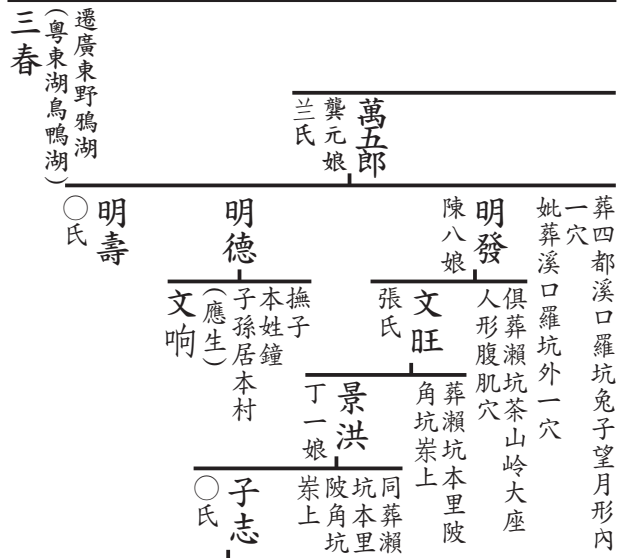 葬四都溪口羅坑兔子望月形內
一穴
妣葬溪口羅坑外一穴
萬五郎
龔元娘
兰氏
三春
遷廣東野鴉湖
(粵東湖鳥鴨湖)
明發
陳八娘
俱葬瀨坑茶山岭大座
人形腹肌穴
明德
明壽
○氏
文旺
張氏
葬瀨坑本里陂
角坑岽上
文响
撫子
本姓鐘
子孫居本村
(應生)
景洪
丁一娘
同葬瀨
坑本里
陂角坑
岽上
子志
○氏